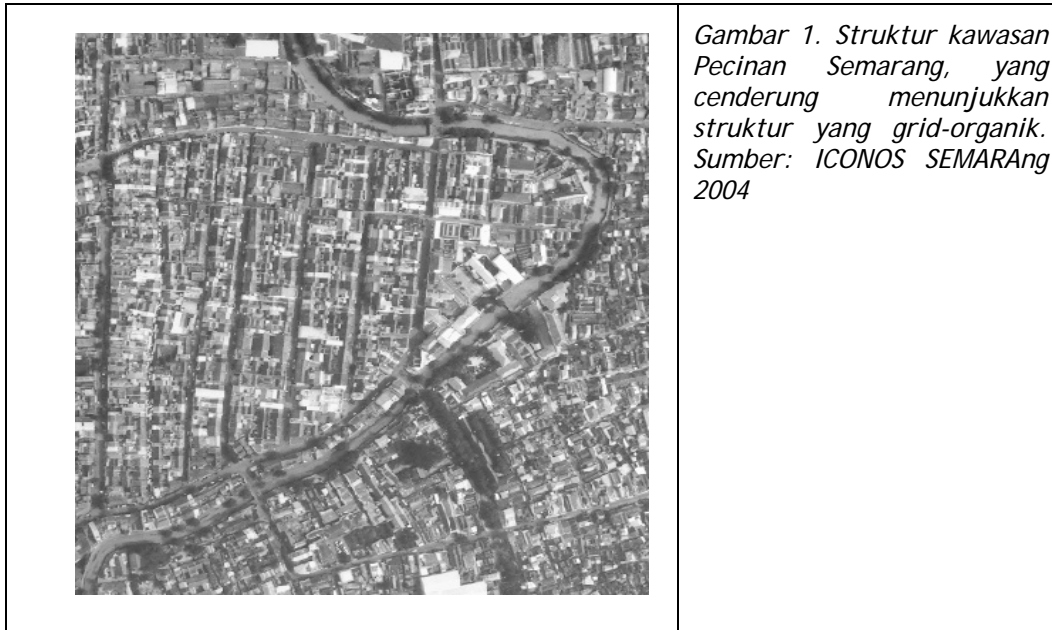 Gambar 1. Struktur kawasan
Pecinan Semarang, yang
cenderung menunjukkan
struktur yang grid-organik.
Sumber: ICONOS SEMARAng
2004